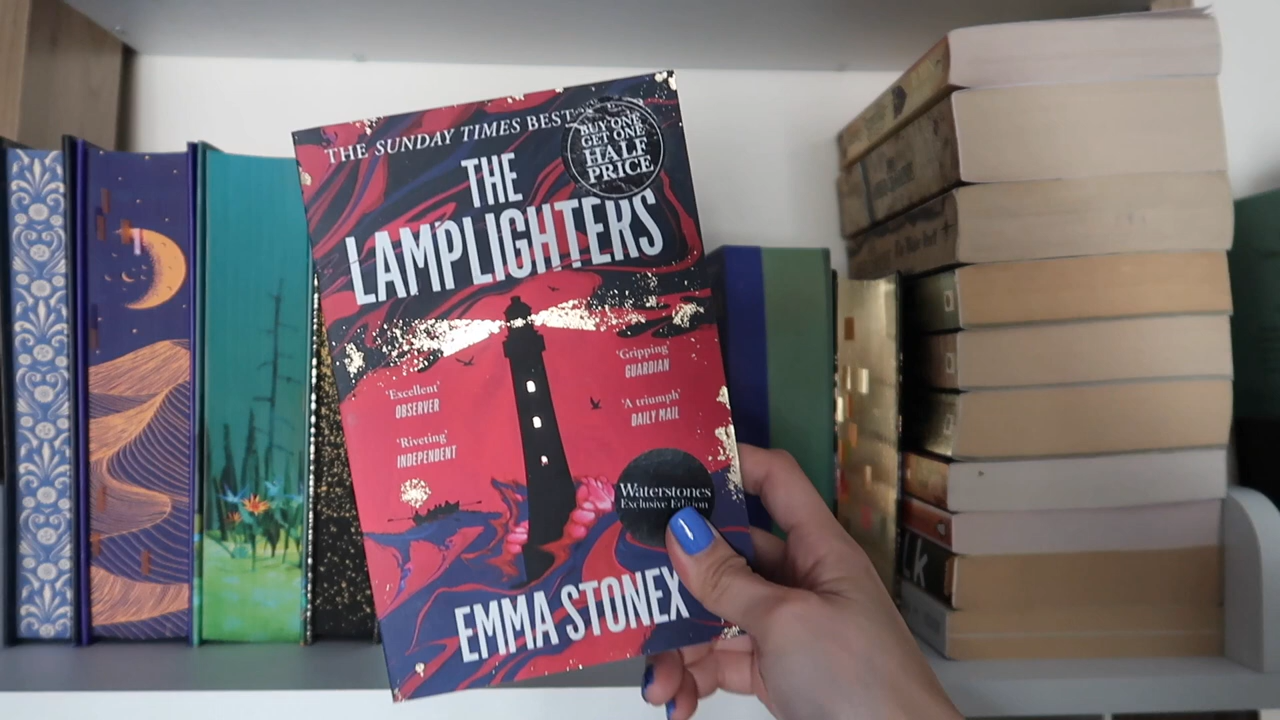 THE SUNDAY TIMES BEST
BUY ONE
GET ONE
HALF
PRICE
THE
LAMPLIGHTERS
'Gripping'
GUARDIAN
'Excellent'
OBSERVER
'A triumph'
DAILY MAIL
'Riveting'
INDEPENDENT
Waterstones
Exclusive Edition
EMMA STONEX